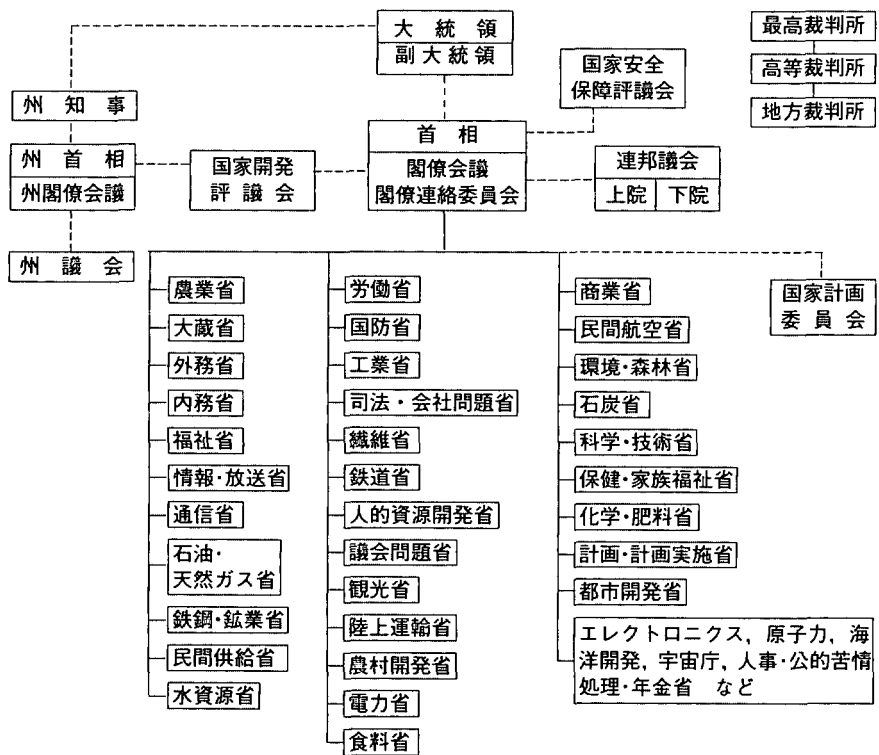 大統領
副大統領
州知事
州首相
州閣僚会議
州議会
国家開発
評議会
首相
閣僚会議
閣僚連絡委員会
国家安全
保障評議会
連邦議会
上院 下院
最高裁判所
高等裁判所
地方裁判所
農業省
大蔵省
外務省
内務省
福祉省
情報・放送省
通信省
石油・
天然ガス省
鉄鋼・鉱業省
民間供給省
水資源省
労働省
国防省
工業省
司法・会社問題省
繊維省
鉄道省
人的資源開発省
議会問題省
観光省
陸上運輸省
農村開発省
電力省
食料省
商業省
民間航空省
環境・森林省
石炭省
科学・技術省
保健・家族福祉省
化学・肥料省
計画・計画実施省
都市開発省
エレクトロニクス，原子力，海
洋開発，宇宙庁，人事・公的苦情
処理・年金省 など
国家計画
委員会